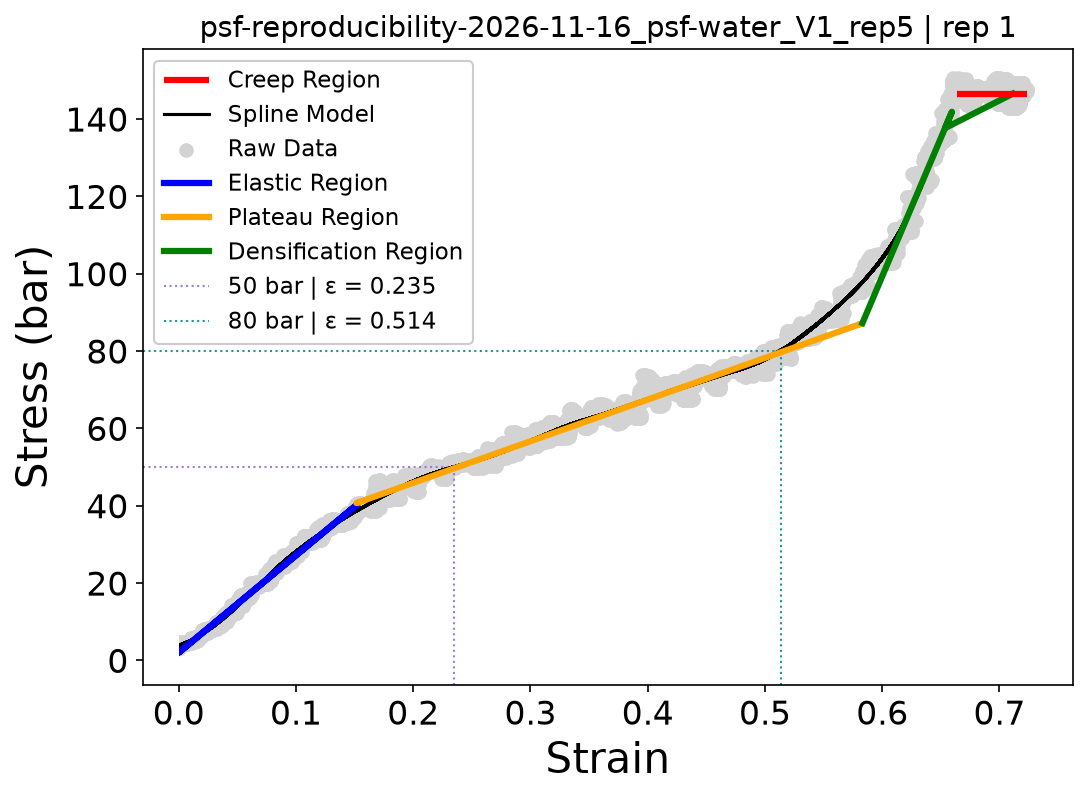 psf-reproducibility-2026-11-16_psf-water_V1_rep5 | rep 1
Creep Region
Spline Model
Raw Data
Elastic Region
Plateau Region
Densification Region
50 bar | ε = 0.235
80 bar | ε = 0.514
Stress (bar)
140
120
100
80
60
40
20
0
0.0 0.1 0.2 0.3 0.4 0.5 0.6 0.7
Strain